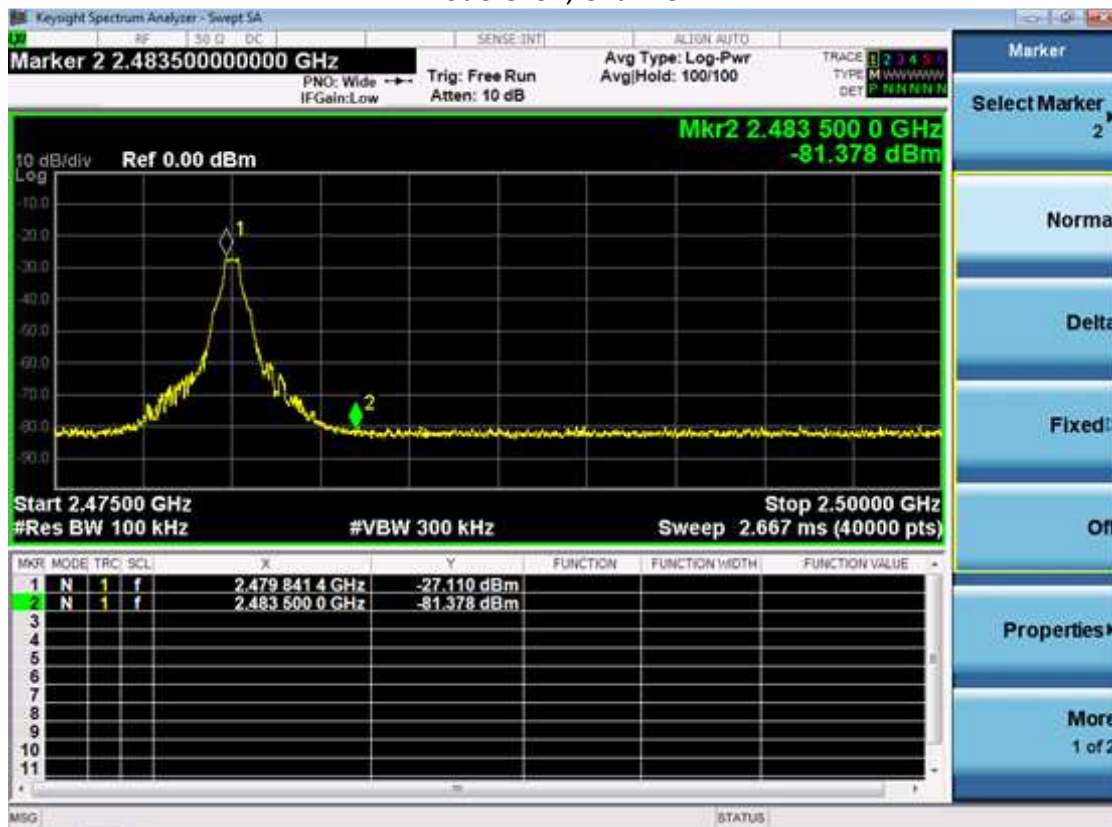 Keysight Spectrum Analyzer - Swept SA
LXI RF 50 Ω DC SENSE:INT ALIGN AUTO
Marker 2 2.483500000000 GHz
PNO: Wide
IFGain:Low
Trig: Free Run
Atten: 10 dB
Avg Type: Log-Pwr
Avg|Hold: 100/100
TRACE 1 2 3 4 5 6
TYPE M WWWWW
DET P N N N N N
Mkr2 2.483 500 0 GHz
-81.378 dBm
10 dB/div Ref 0.00 dBm
Log
-10.0
-20.0
-30.0
-40.0
-50.0
-60.0
-70.0
-80.0
-90.0
1
2
Start 2.47500 GHz Stop 2.50000 GHz
#Res BW 100 kHz #VBW 300 kHz Sweep 2.667 ms (40000 pts)
MKR MODE TRC SCL X Y FUNCTION FUNCTION WIDTH FUNCTION VALUE
1 N 1 f 2.479 841 4 GHz -27.110 dBm
2 N 1 f 2.483 500 0 GHz -81.378 dBm
3
4
5
6
7
8
9
10
11
MSG STATUS
Marker
Select Marker
2
Norma
Delta
Fixed
Off
Properties
More
1 of 2